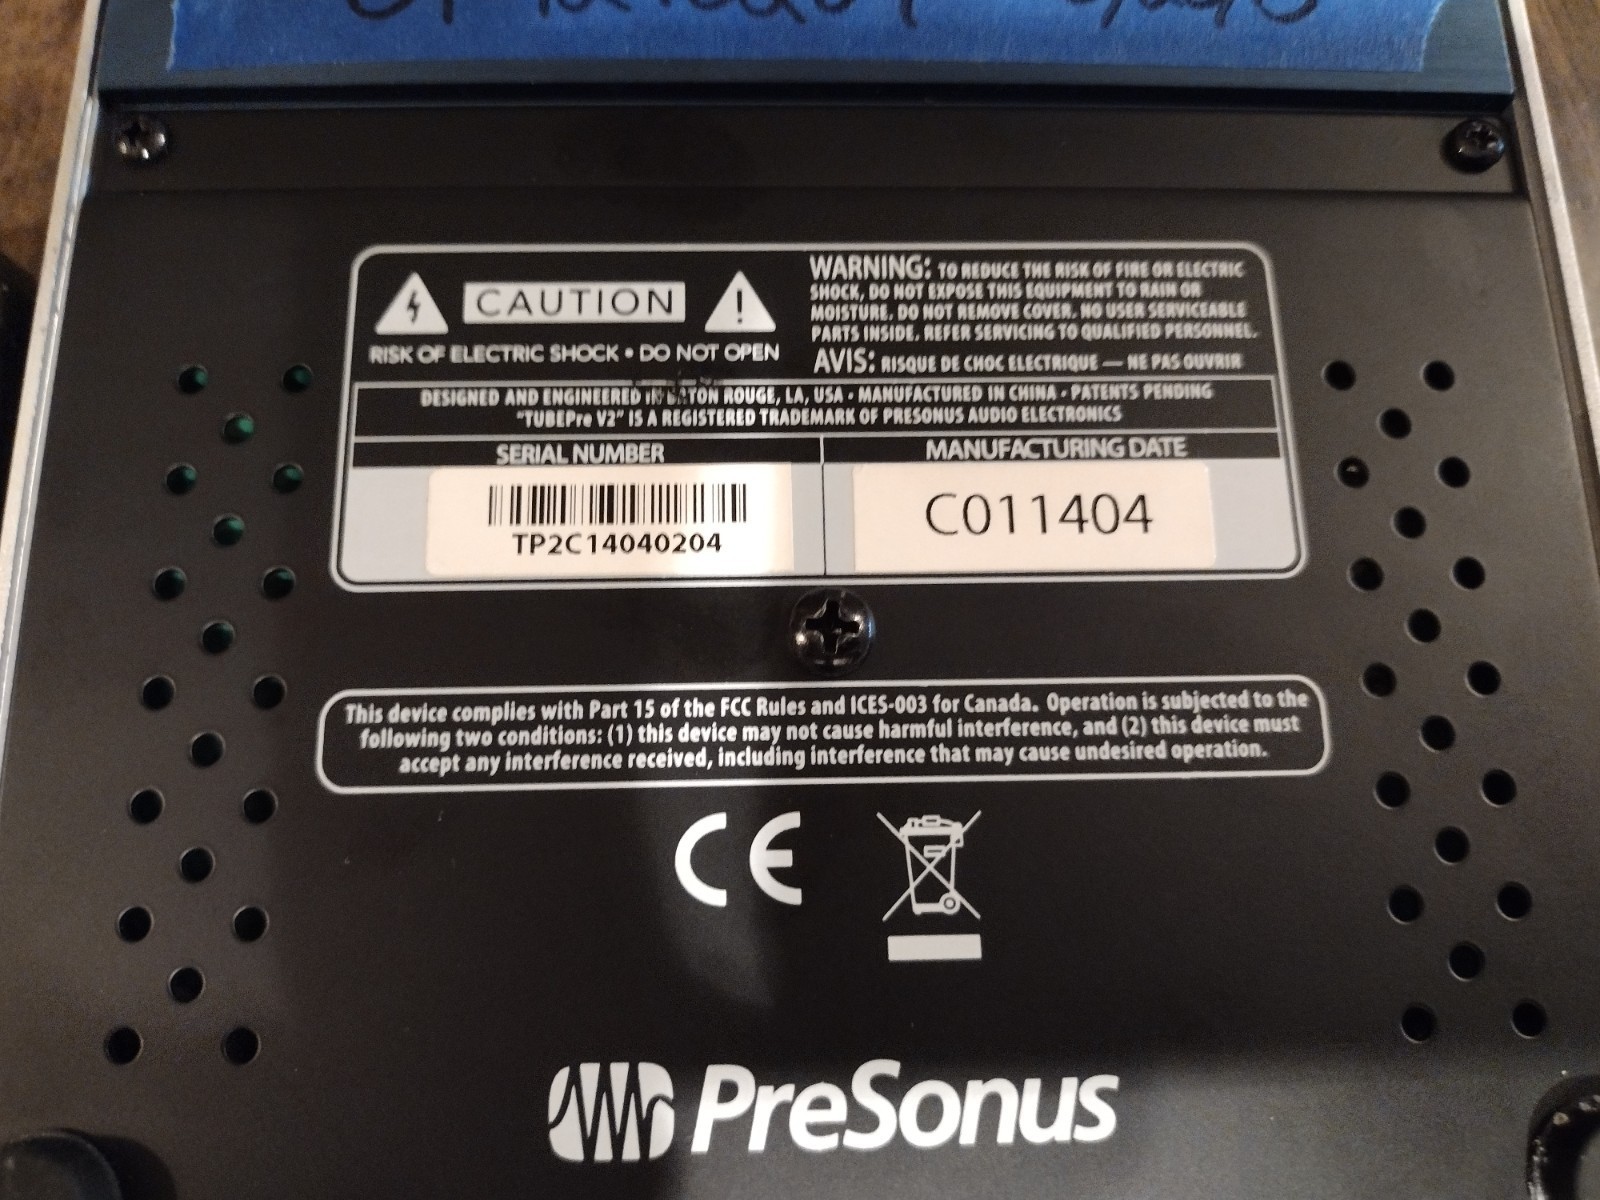 CAUTION
RISK OF ELECTRIC SHOCK • DO NOT OPEN
WARNING: TO REDUCE THE RISK OF FIRE OR ELECTRIC
SHOCK, DO NOT EXPOSE THIS EQUIPMENT TO RAIN OR
MOISTURE. DO NOT REMOVE COVER. NO USER SERVICEABLE
PARTS INSIDE. REFER SERVICING TO QUALIFIED PERSONNEL.
AVIS: RISQUE DE CHOC ELECTRIQUE — NE PAS OUVRIR
DESIGNED AND ENGINEERED IN BATON ROUGE, LA, USA • MANUFACTURED IN CHINA • PATENTS PENDING
"TUBEPre V2" IS A REGISTERED TRADEMARK OF PRESONUS AUDIO ELECTRONICS
SERIAL NUMBER
TP2C14040204
MANUFACTURING DATE
C011404
This device complies with Part 15 of the FCC Rules and ICES-003 for Canada. Operation is subjected to the
following two conditions: (1) this device may not cause harmful interference, and (2) this device must
accept any interference received, including interference that may cause undesired operation.
CE
PreSonus